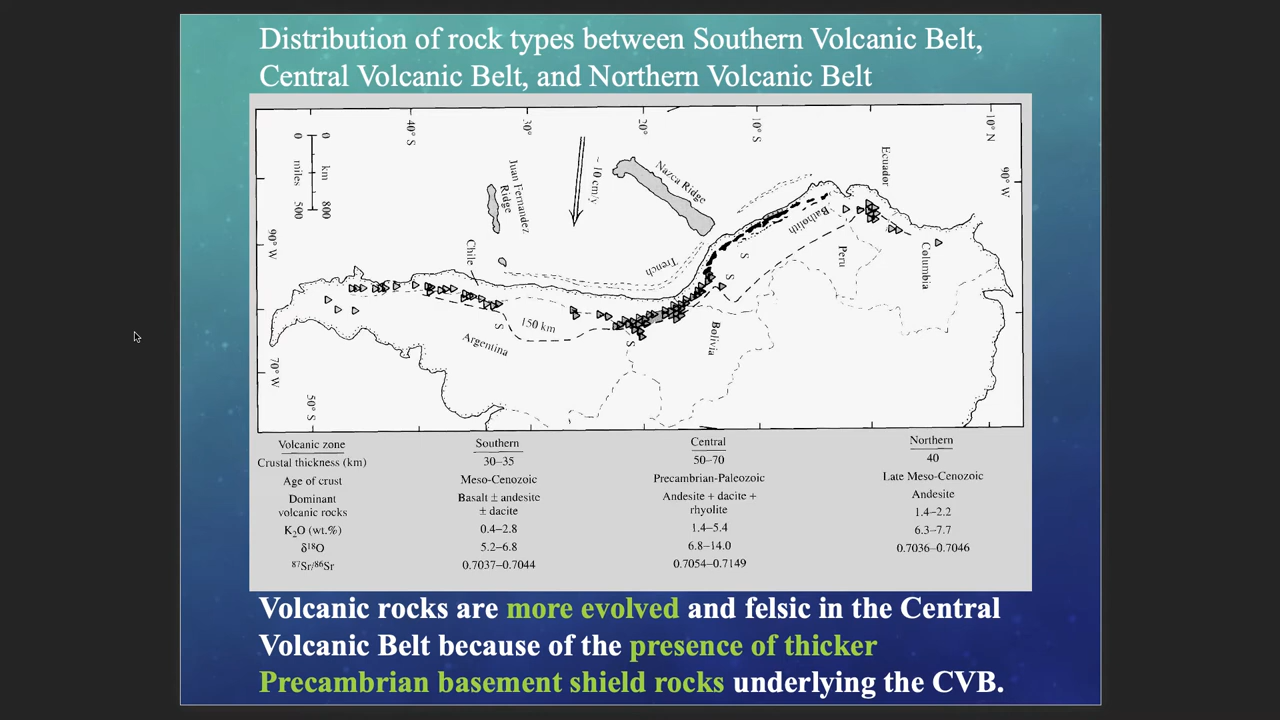 Distribution of rock types between Southern Volcanic Belt,
Central Volcanic Belt, and Northern Volcanic Belt
40° S
30°
20°
10° S
10° N
0 km 800
0 miles 500
Juan Fernandez
Ridge
~ 10 cm/y
Nazca Ridge
Ecuador
90° W
90° W
Chile
Trench
Batholith
Peru
Columbia
S
S
S
S
150 km
Argentina
Bolivia
70° W
50° S
Volcanic zone Southern Central Northern
Crustal thickness (km) 30–35 50–70 40
Age of crust Meso-Cenozoic Precambrian-Paleozoic Late Meso-Cenozoic
Dominant Basalt ± andesite Andesite + dacite + Andesite
volcanic rocks ± dacite rhyolite
K₂O (wt.%) 0.4–2.8 1.4–5.4 1.4–2.2
δ¹⁸O 5.2–6.8 6.8–14.0 6.3–7.7
⁸⁷Sr/⁸⁶Sr 0.7037–0.7044 0.7054–0.7149 0.7036–0.7046
Volcanic rocks are more evolved and felsic in the Central
Volcanic Belt because of the presence of thicker
Precambrian basement shield rocks underlying the CVB.